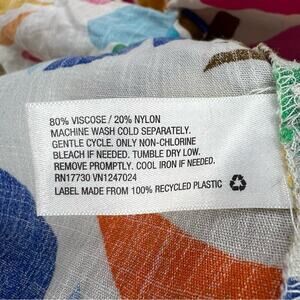 80% VISCOSE / 20% NYLON
MACHINE WASH COLD SEPARATELY.
GENTLE CYCLE. ONLY NON-CHLORINE
BLEACH IF NEEDED. TUMBLE DRY LOW.
REMOVE PROMPTLY. COOL IRON IF NEEDED.
RN17730 VN1247024
LABEL MADE FROM 100% RECYCLED PLASTIC